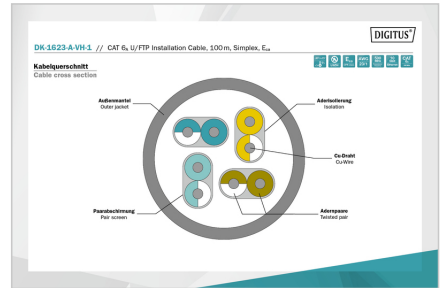 DIGITUS®
DK-1623-A-VH-1 // CAT 6A U/FTP Installation Cable, 100 m, Simplex, Eca
Kabelquerschnitt
Cable cross section
Außenmantel
Outer jacket
Aderisolierung
Isolation
Cu-Draht
Cu-Wire
Paarabschirmung
Pair screen
Adernpaare
Twisted pair